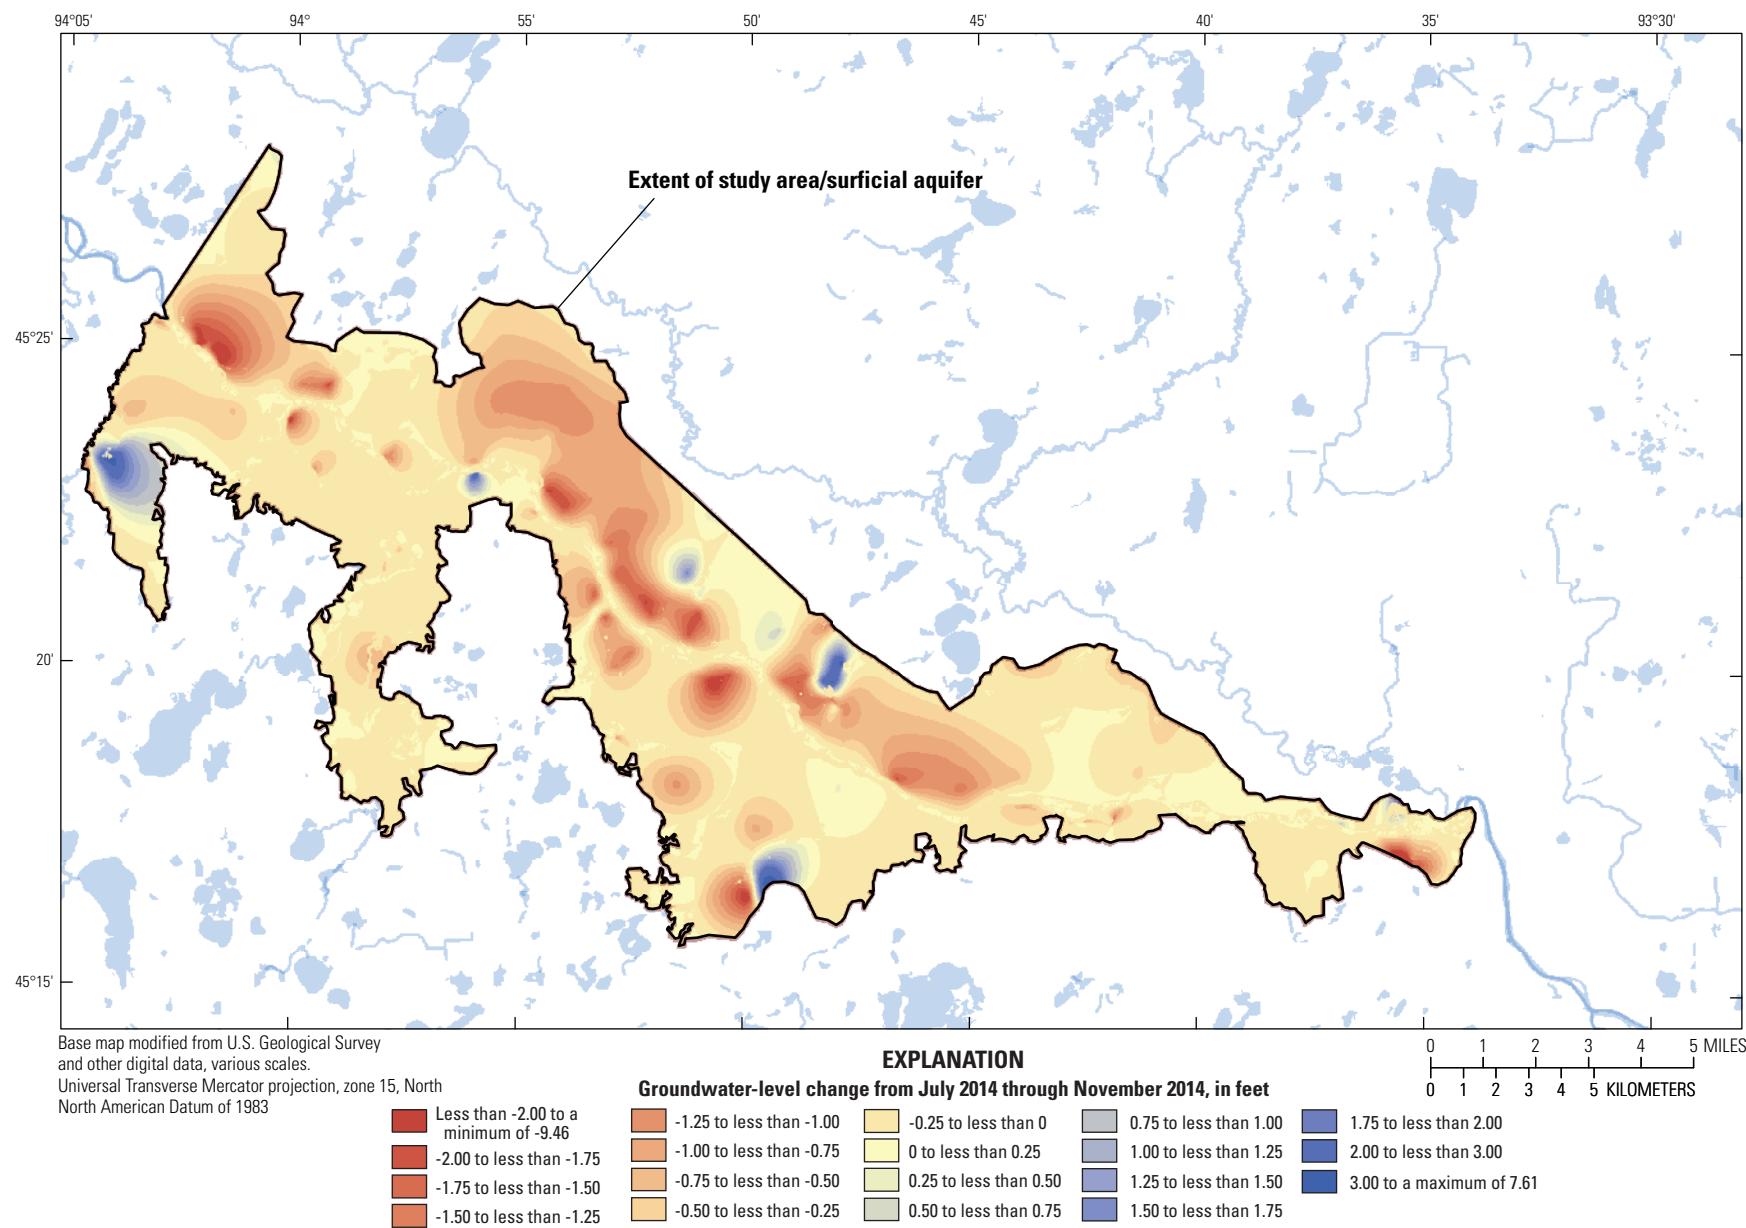 94°05' 94° 55' 50' 45' 40' 35' 93°30'
Extent of study area/surficial aquifer
45°25'
20'
45°15'
Base map modified from U.S. Geological Survey
and other digital data, various scales.
Universal Transverse Mercator projection, zone 15, North
North American Datum of 1983
0 1 2 3 4 5 MILES
0 1 2 3 4 5 KILOMETERS
EXPLANATION
Groundwater-level change from July 2014 through November 2014, in feet
Less than -2.00 to a
minimum of -9.46
-2.00 to less than -1.75
-1.75 to less than -1.50
-1.50 to less than -1.25
-1.25 to less than -1.00
-1.00 to less than -0.75
-0.75 to less than -0.50
-0.50 to less than -0.25
-0.25 to less than 0
0 to less than 0.25
0.25 to less than 0.50
0.50 to less than 0.75
0.75 to less than 1.00
1.00 to less than 1.25
1.25 to less than 1.50
1.50 to less than 1.75
1.75 to less than 2.00
2.00 to less than 3.00
3.00 to a maximum of 7.61